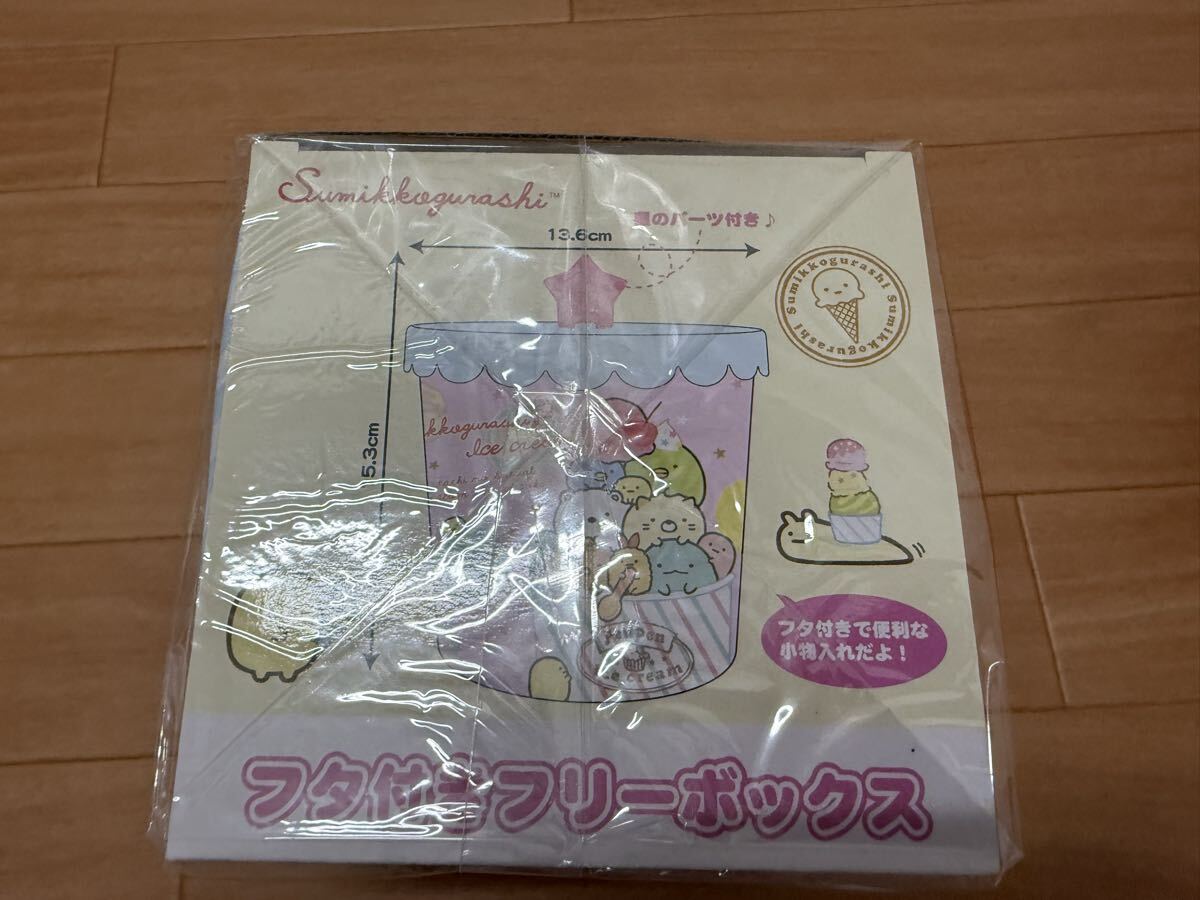 Sumikkogurashi™
星のパーツ付き♪
13.6cm
5.3cm
Sumikkogurashi Sumikkogurashi
kkogurashi
Ice cream
フタ付きで便利な
小物入れだよ！
フタ付きフリーボックス